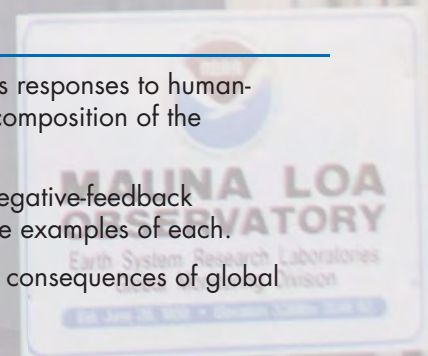 s responses to human-
composition of the
egative-feedback
e examples of each.
consequences of global
MAUNA LOA
OBSERVATORY
Earth System Research Laboratories
Division